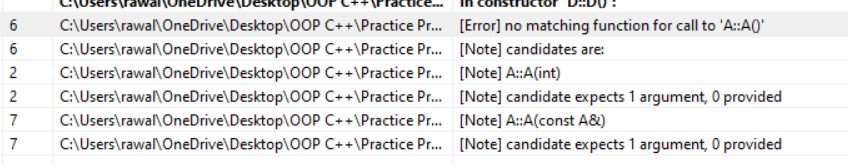 C:\Users\rawal\OneDrive\Desktop\OOP C++\Practice... In constructor 'D::D()':
6 C:\Users\rawal\OneDrive\Desktop\OOP C++\Practice Pr... [Error] no matching function for call to 'A::A()'
6 C:\Users\rawal\OneDrive\Desktop\OOP C++\Practice Pr... [Note] candidates are:
2 C:\Users\rawal\OneDrive\Desktop\OOP C++\Practice Pr... [Note] A::A(int)
2 C:\Users\rawal\OneDrive\Desktop\OOP C++\Practice Pr... [Note] candidate expects 1 argument, 0 provided
7 C:\Users\rawal\OneDrive\Desktop\OOP C++\Practice Pr... [Note] A::A(const A&)
7 C:\Users\rawal\OneDrive\Desktop\OOP C++\Practice Pr... [Note] candidate expects 1 argument, 0 provided